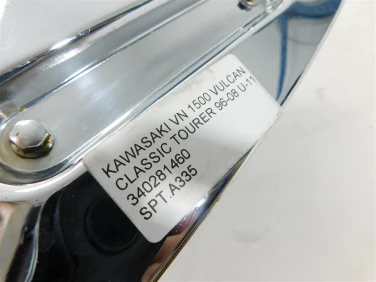 KAWASAKI VN 1500 VULCAN
CLASSIC TOURER 96-08 U-11
340281460
SPT.A335